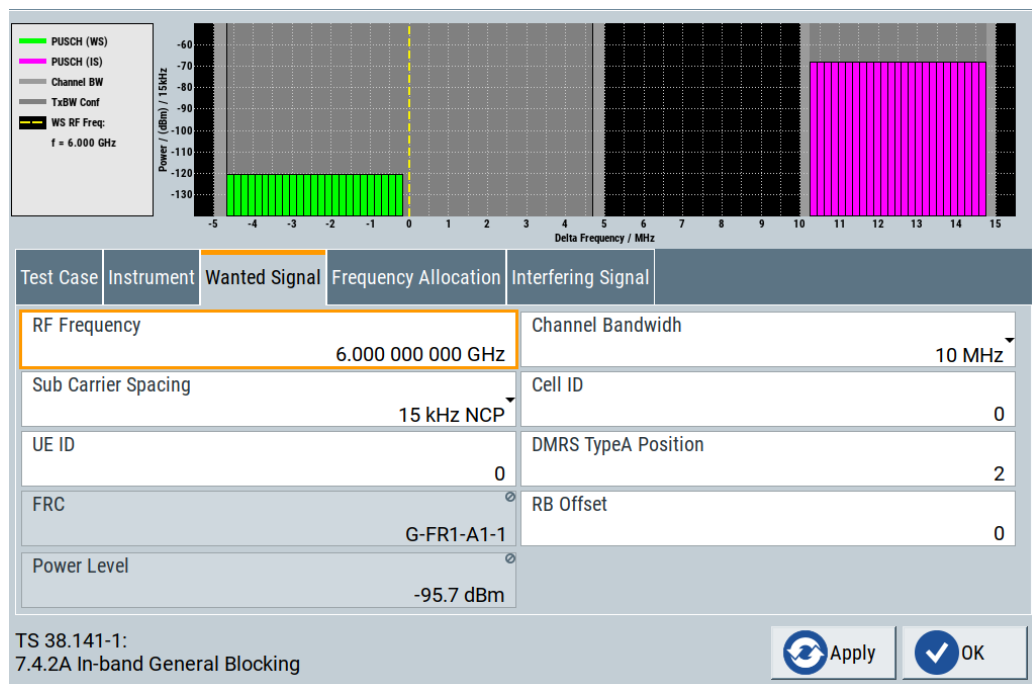 PUSCH (WS)
PUSCH (IS)
Channel BW
TxBW Conf
WS RF Freq:
f = 6.000 GHz
Power / (dBm) / 15kHz
-60
-70
-80
-90
-100
-110
-120
-130
-5 -4 -3 -2 -1 0 1 2 3 4 5 6 7 8 9 10 11 12 13 14 15
Delta Frequency / MHz
Test Case Instrument Wanted Signal Frequency Allocation Interfering Signal
RF Frequency
6.000 000 000 GHz
Channel Bandwidh
10 MHz
Sub Carrier Spacing
15 kHz NCP
Cell ID
0
UE ID
0
DMRS TypeA Position
2
FRC
G-FR1-A1-1
RB Offset
0
Power Level
-95.7 dBm
TS 38.141-1:
7.4.2A In-band General Blocking
Apply
OK